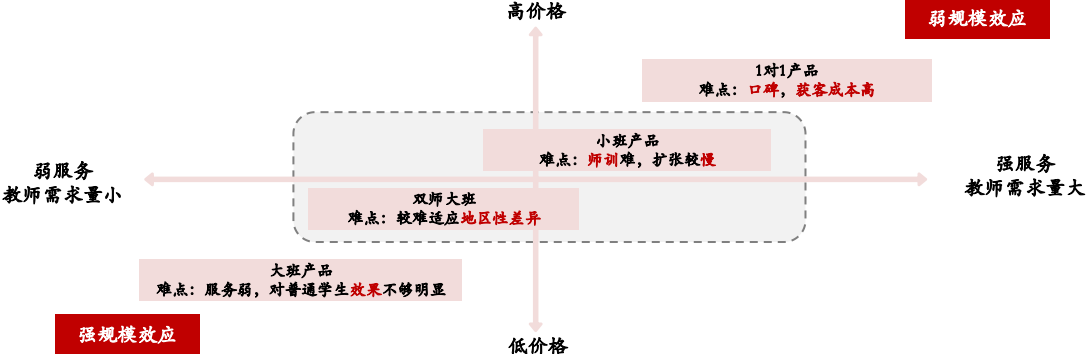 高价格
弱规模效应
1对1产品
难点：口碑，获客成本高
小班产品
难点：师训难，扩张较慢
弱服务
教师需求量小
强服务
教师需求量大
双师大班
难点：较难适应地区性差异
大班产品
难点：服务弱，对普通学生效果不够明显
强规模效应
低价格